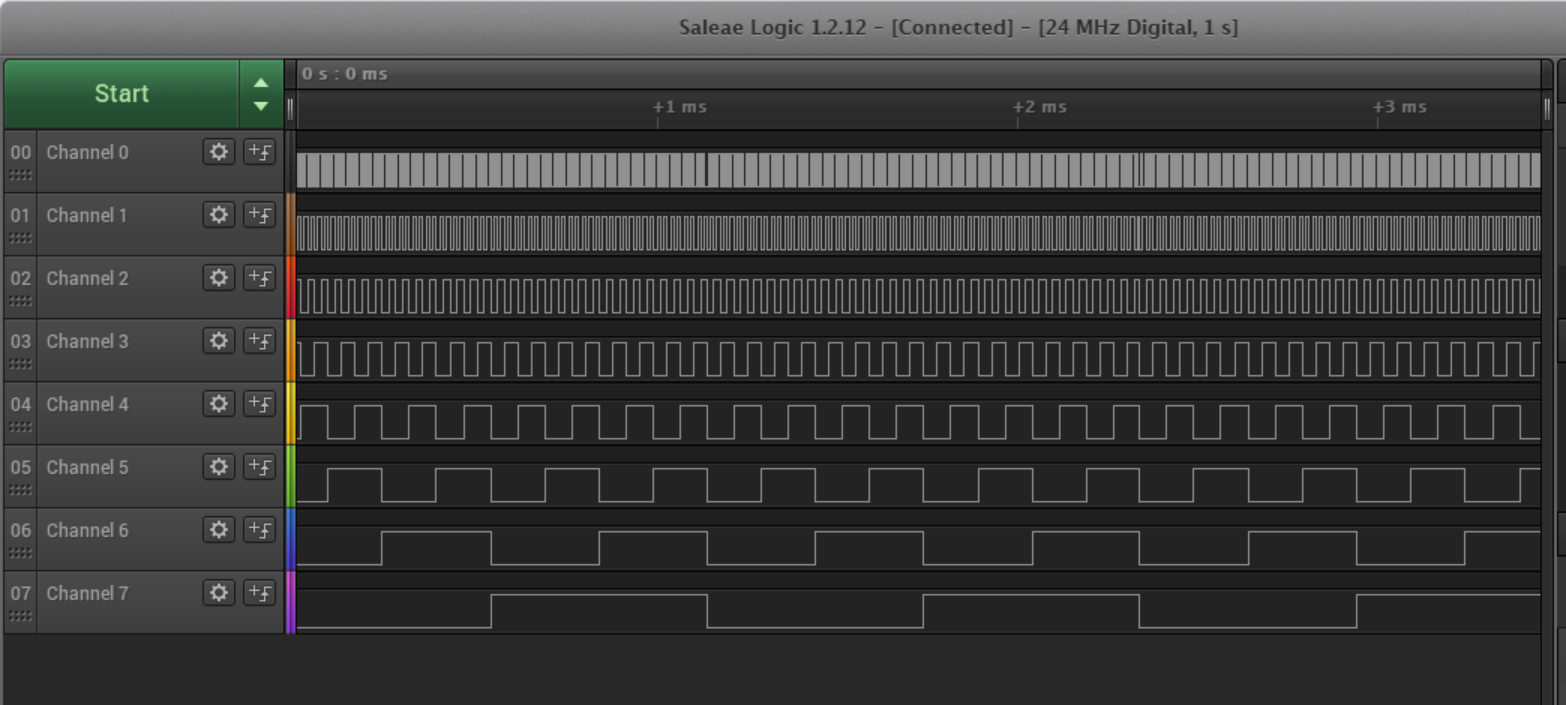 Saleae Logic 1.2.12 - [Connected] - [24 MHz Digital, 1 s]
Start
0 s : 0 ms
+1 ms +2 ms +3 ms
00 Channel 0
01 Channel 1
02 Channel 2
03 Channel 3
04 Channel 4
05 Channel 5
06 Channel 6
07 Channel 7